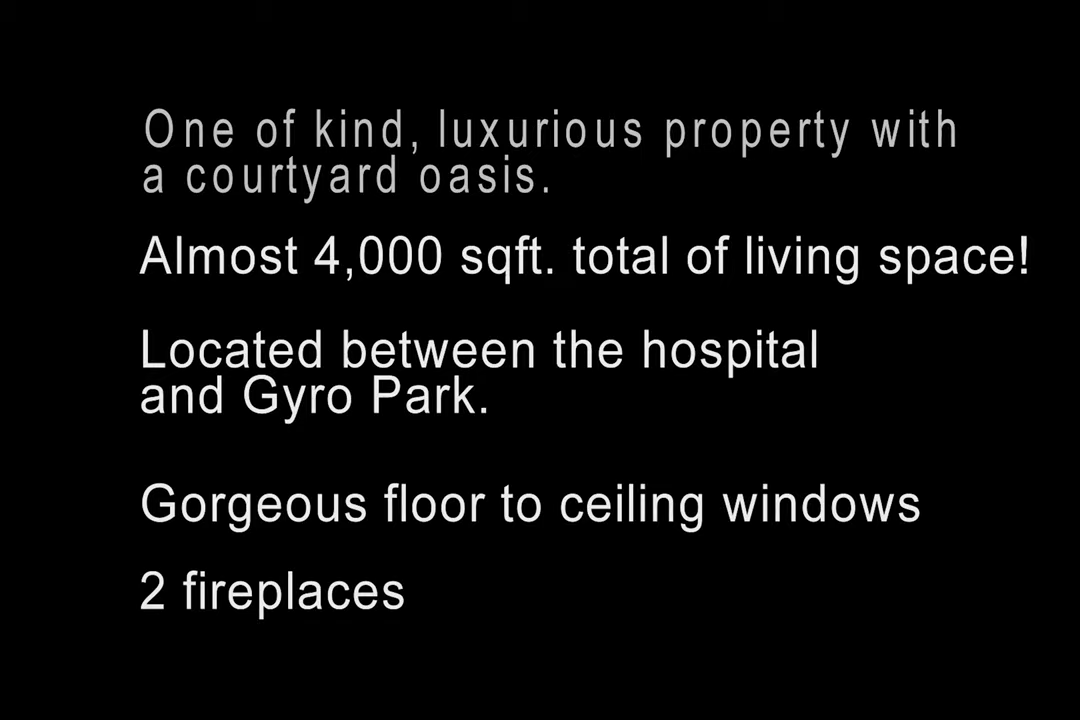 One of kind, luxurious property with
a courtyard oasis.
Almost 4,000 sqft. total of living space!
Located between the hospital
and Gyro Park.
Gorgeous floor to ceiling windows
2 fireplaces